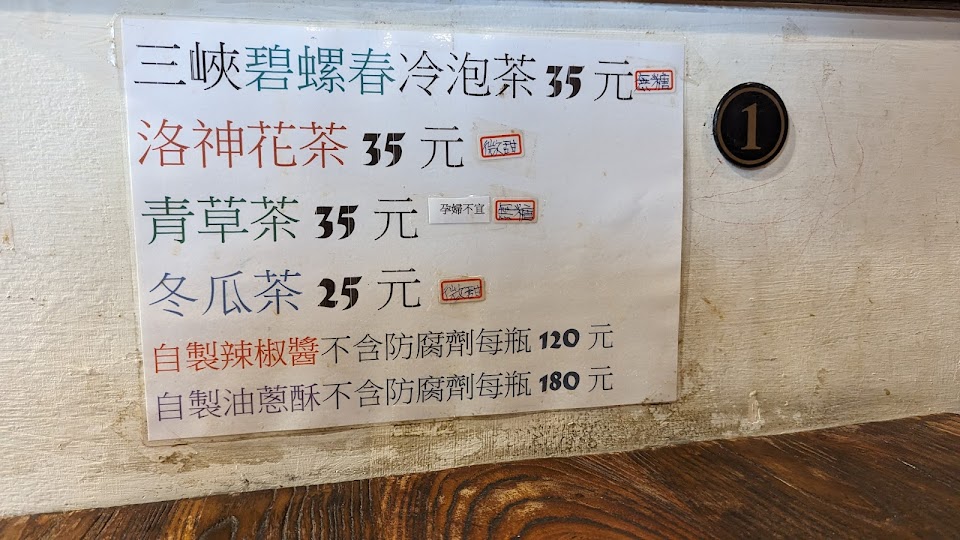 三峽碧螺春冷泡茶 35 元 無糖
洛神花茶 35 元 微甜
青草茶 35 元 孕婦不宜 無糖
冬瓜茶 25 元 微甜
自製辣椒醬不含防腐劑每瓶 120 元
自製油蔥酥不含防腐劑每瓶 180 元
1